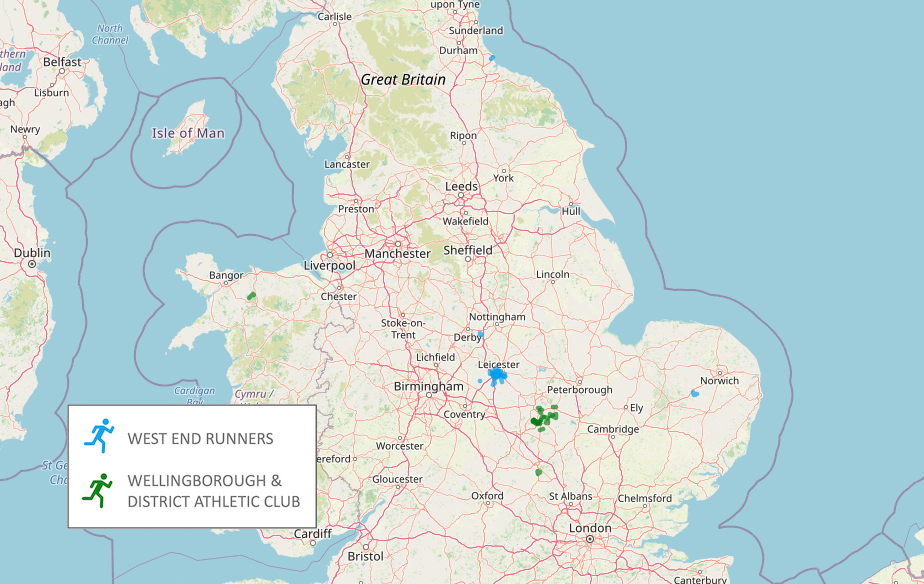 upon Tyne
Carlisle
Sunderland
North
Channel
Durham
thern
land
Belfast
Great Britain
Lisburn
agh
Newry
Isle of Man
Ripon
Lancaster
York
Leeds
Preston
Hull
Wakefield
Dublin
Manchester
Sheffield
Liverpool
Bangor
Lincoln
Chester
Nottingham
Stoke-on-
Trent
Derby
Lichfield
Leicester
Birmingham
Norwich
Peterborough
Cardigan
Bay
Cymru /
Ely
Coventry
Cambridge
WEST END RUNNERS
Worcester
ereford
St Ge
Cha
WELLINGBOROUGH &
DISTRICT ATHLETIC CLUB
Gloucester
Oxford
St Albans
Chelmsford
London
Cardiff
Bristol
Canterbury